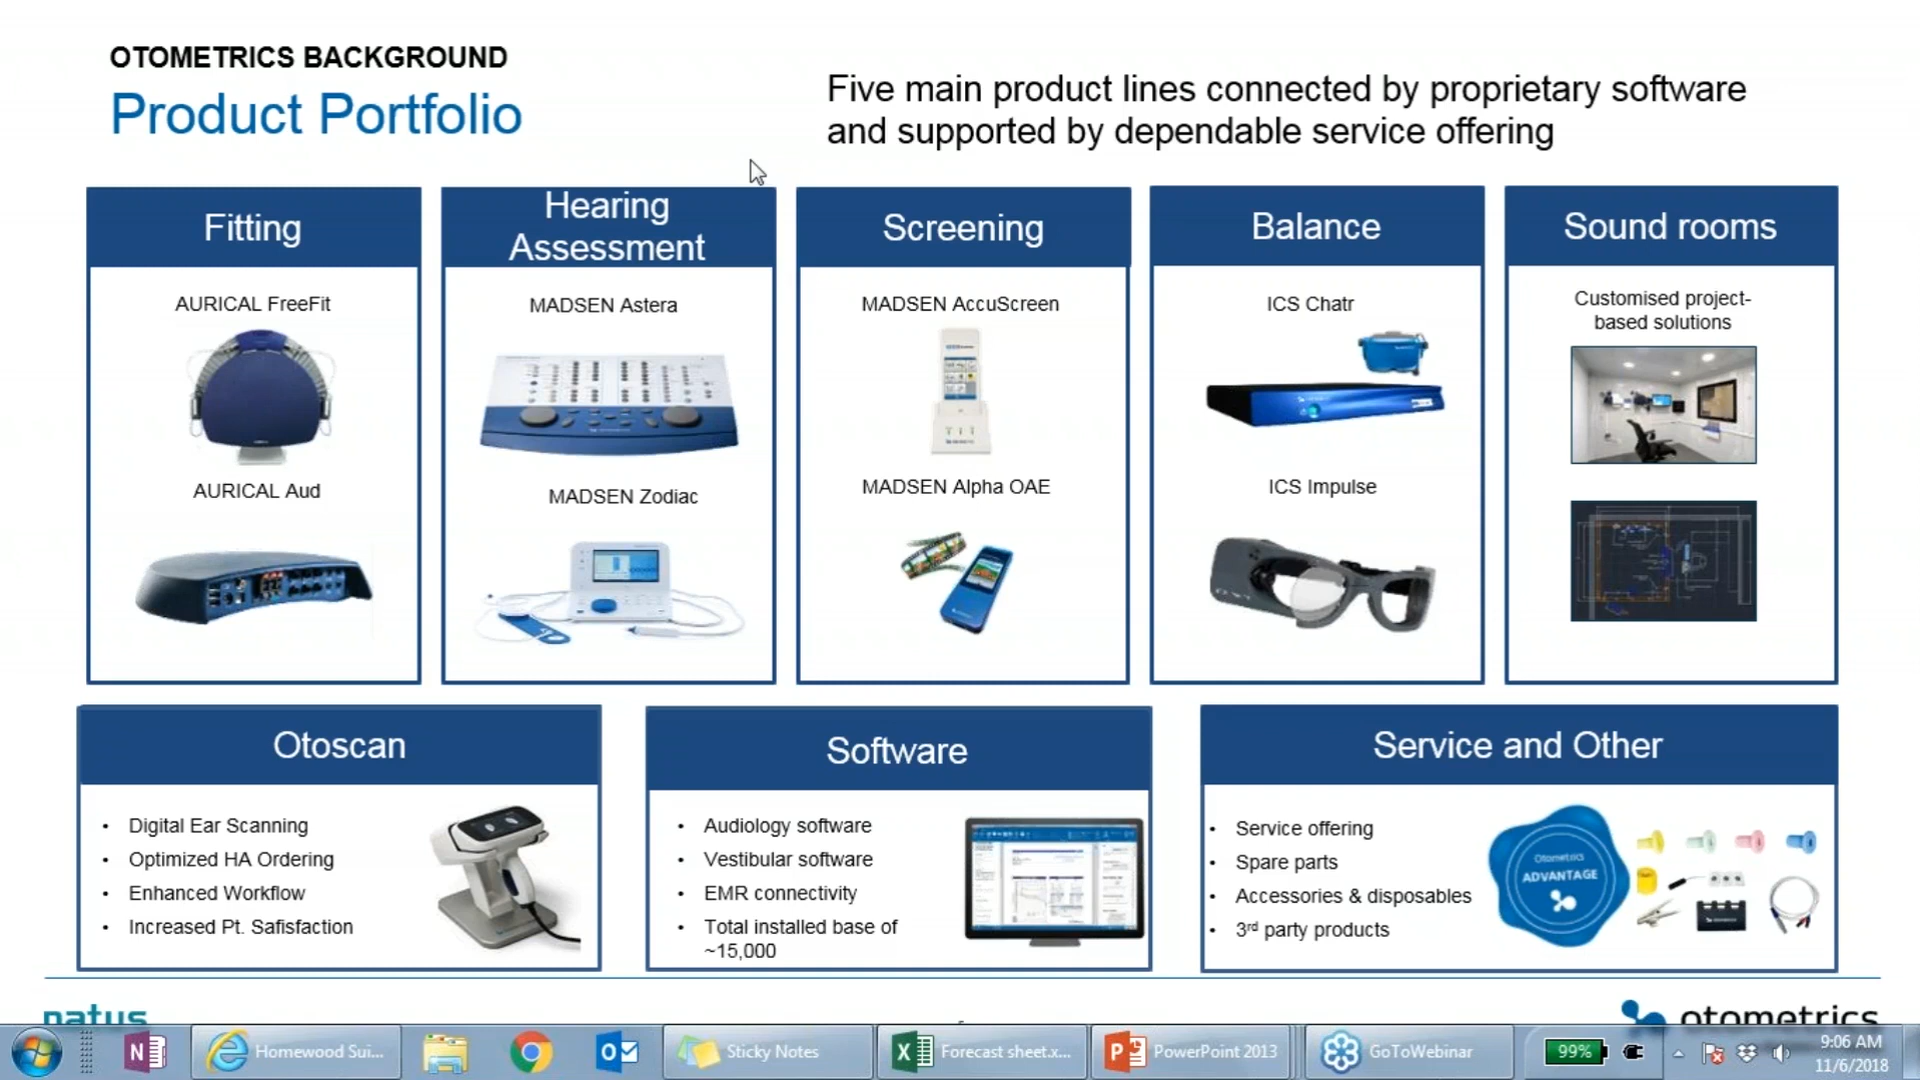 OTOMETRICS BACKGROUND
Product Portfolio
Five main product lines connected by proprietary software
and supported by dependable service offering
Fitting
AURICAL FreeFit
AURICAL Aud
Hearing
Assessment
MADSEN Astera
MADSEN Zodiac
Screening
MADSEN AccuScreen
MADSEN Alpha OAE
Balance
ICS Chatr
ICS Impulse
Sound rooms
Customised project-
based solutions
Otoscan
• Digital Ear Scanning
• Optimized HA Ordering
• Enhanced Workflow
• Increased Pt. Safisfaction
Software
• Audiology software
• Vestibular software
• EMR connectivity
• Total installed base of
~15,000
Service and Other
• Service offering
• Spare parts
• Accessories & disposables
• 3rd party products
Otometrics
ADVANTAGE
natus
otometrics
Homewood Sui...
Sticky Notes
Forecast sheet.x...
PowerPoint 2013
GoToWebinar
99%
9:06 AM
11/6/2018